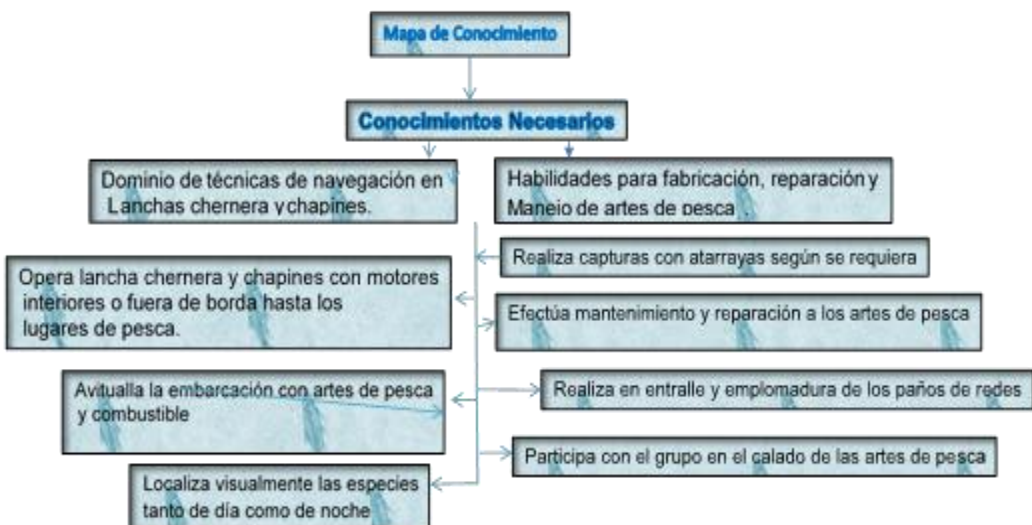 Mapa de Conocimiento
Conocimientos Necesarios
Dominio de técnicas de navegación en
Lanchas chernera y chapines.
Habilidades para fabricación, reparación y
Manejo de artes de pesca .
Realiza capturas con atarrayas según se requiera
Opera lancha chernera y chapines con motores
interiores o fuera de borda hasta los
lugares de pesca.
Efectúa mantenimiento y reparación a los artes de pesca
Avitualla la embarcación con artes de pesca
y combustible
Realiza en entralle y emplomadura de los paños de redes
Participa con el grupo en el calado de las artes de pesca
Localiza visualmente las especies
tanto de día como de noche